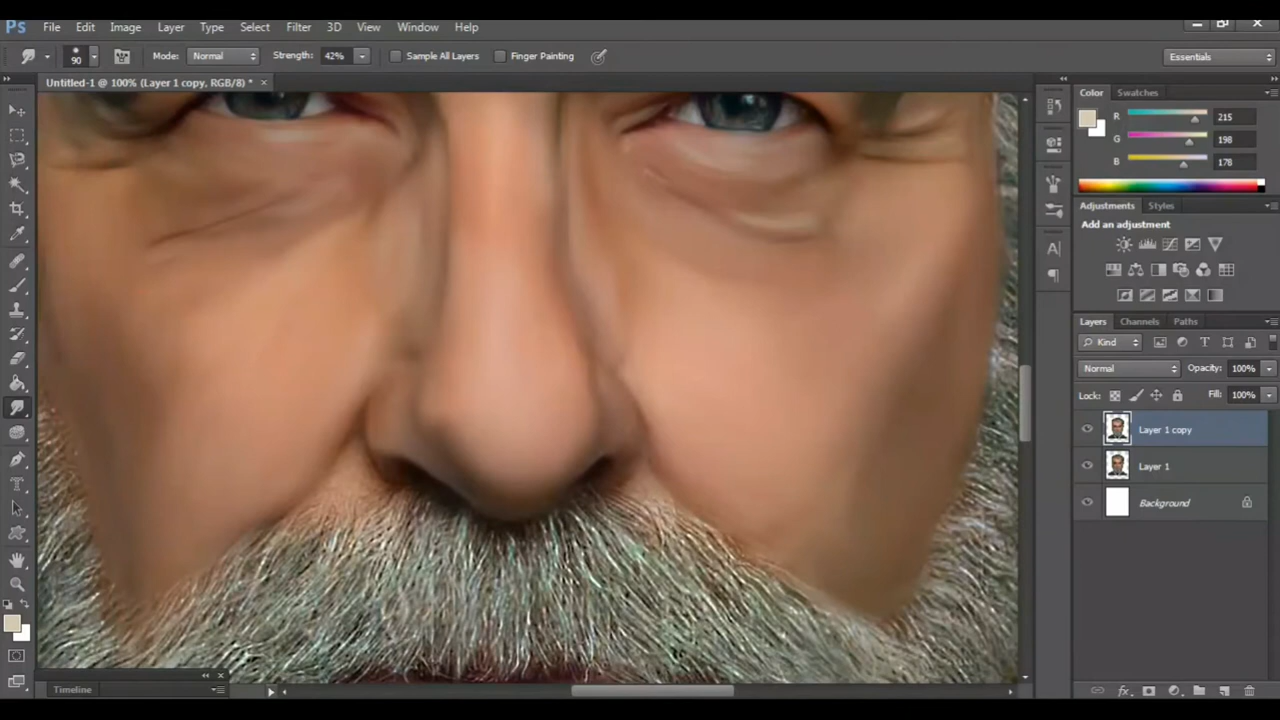 Ps File Edit Image Layer Type Select Filter 3D View Window Help
90 Mode: Normal Strength: 42% Sample All Layers Finger Painting Essentials
Untitled-1 @ 100% (Layer 1 copy, RGB/8) *
Color Swatches
R 215
G 198
B 178
Adjustments Styles
Add an adjustment
A
Layers Channels Paths
Kind T
Normal Opacity: 100%
Lock: Fill: 100%
Layer 1 copy
Layer 1
Background
T
Timeline
fx